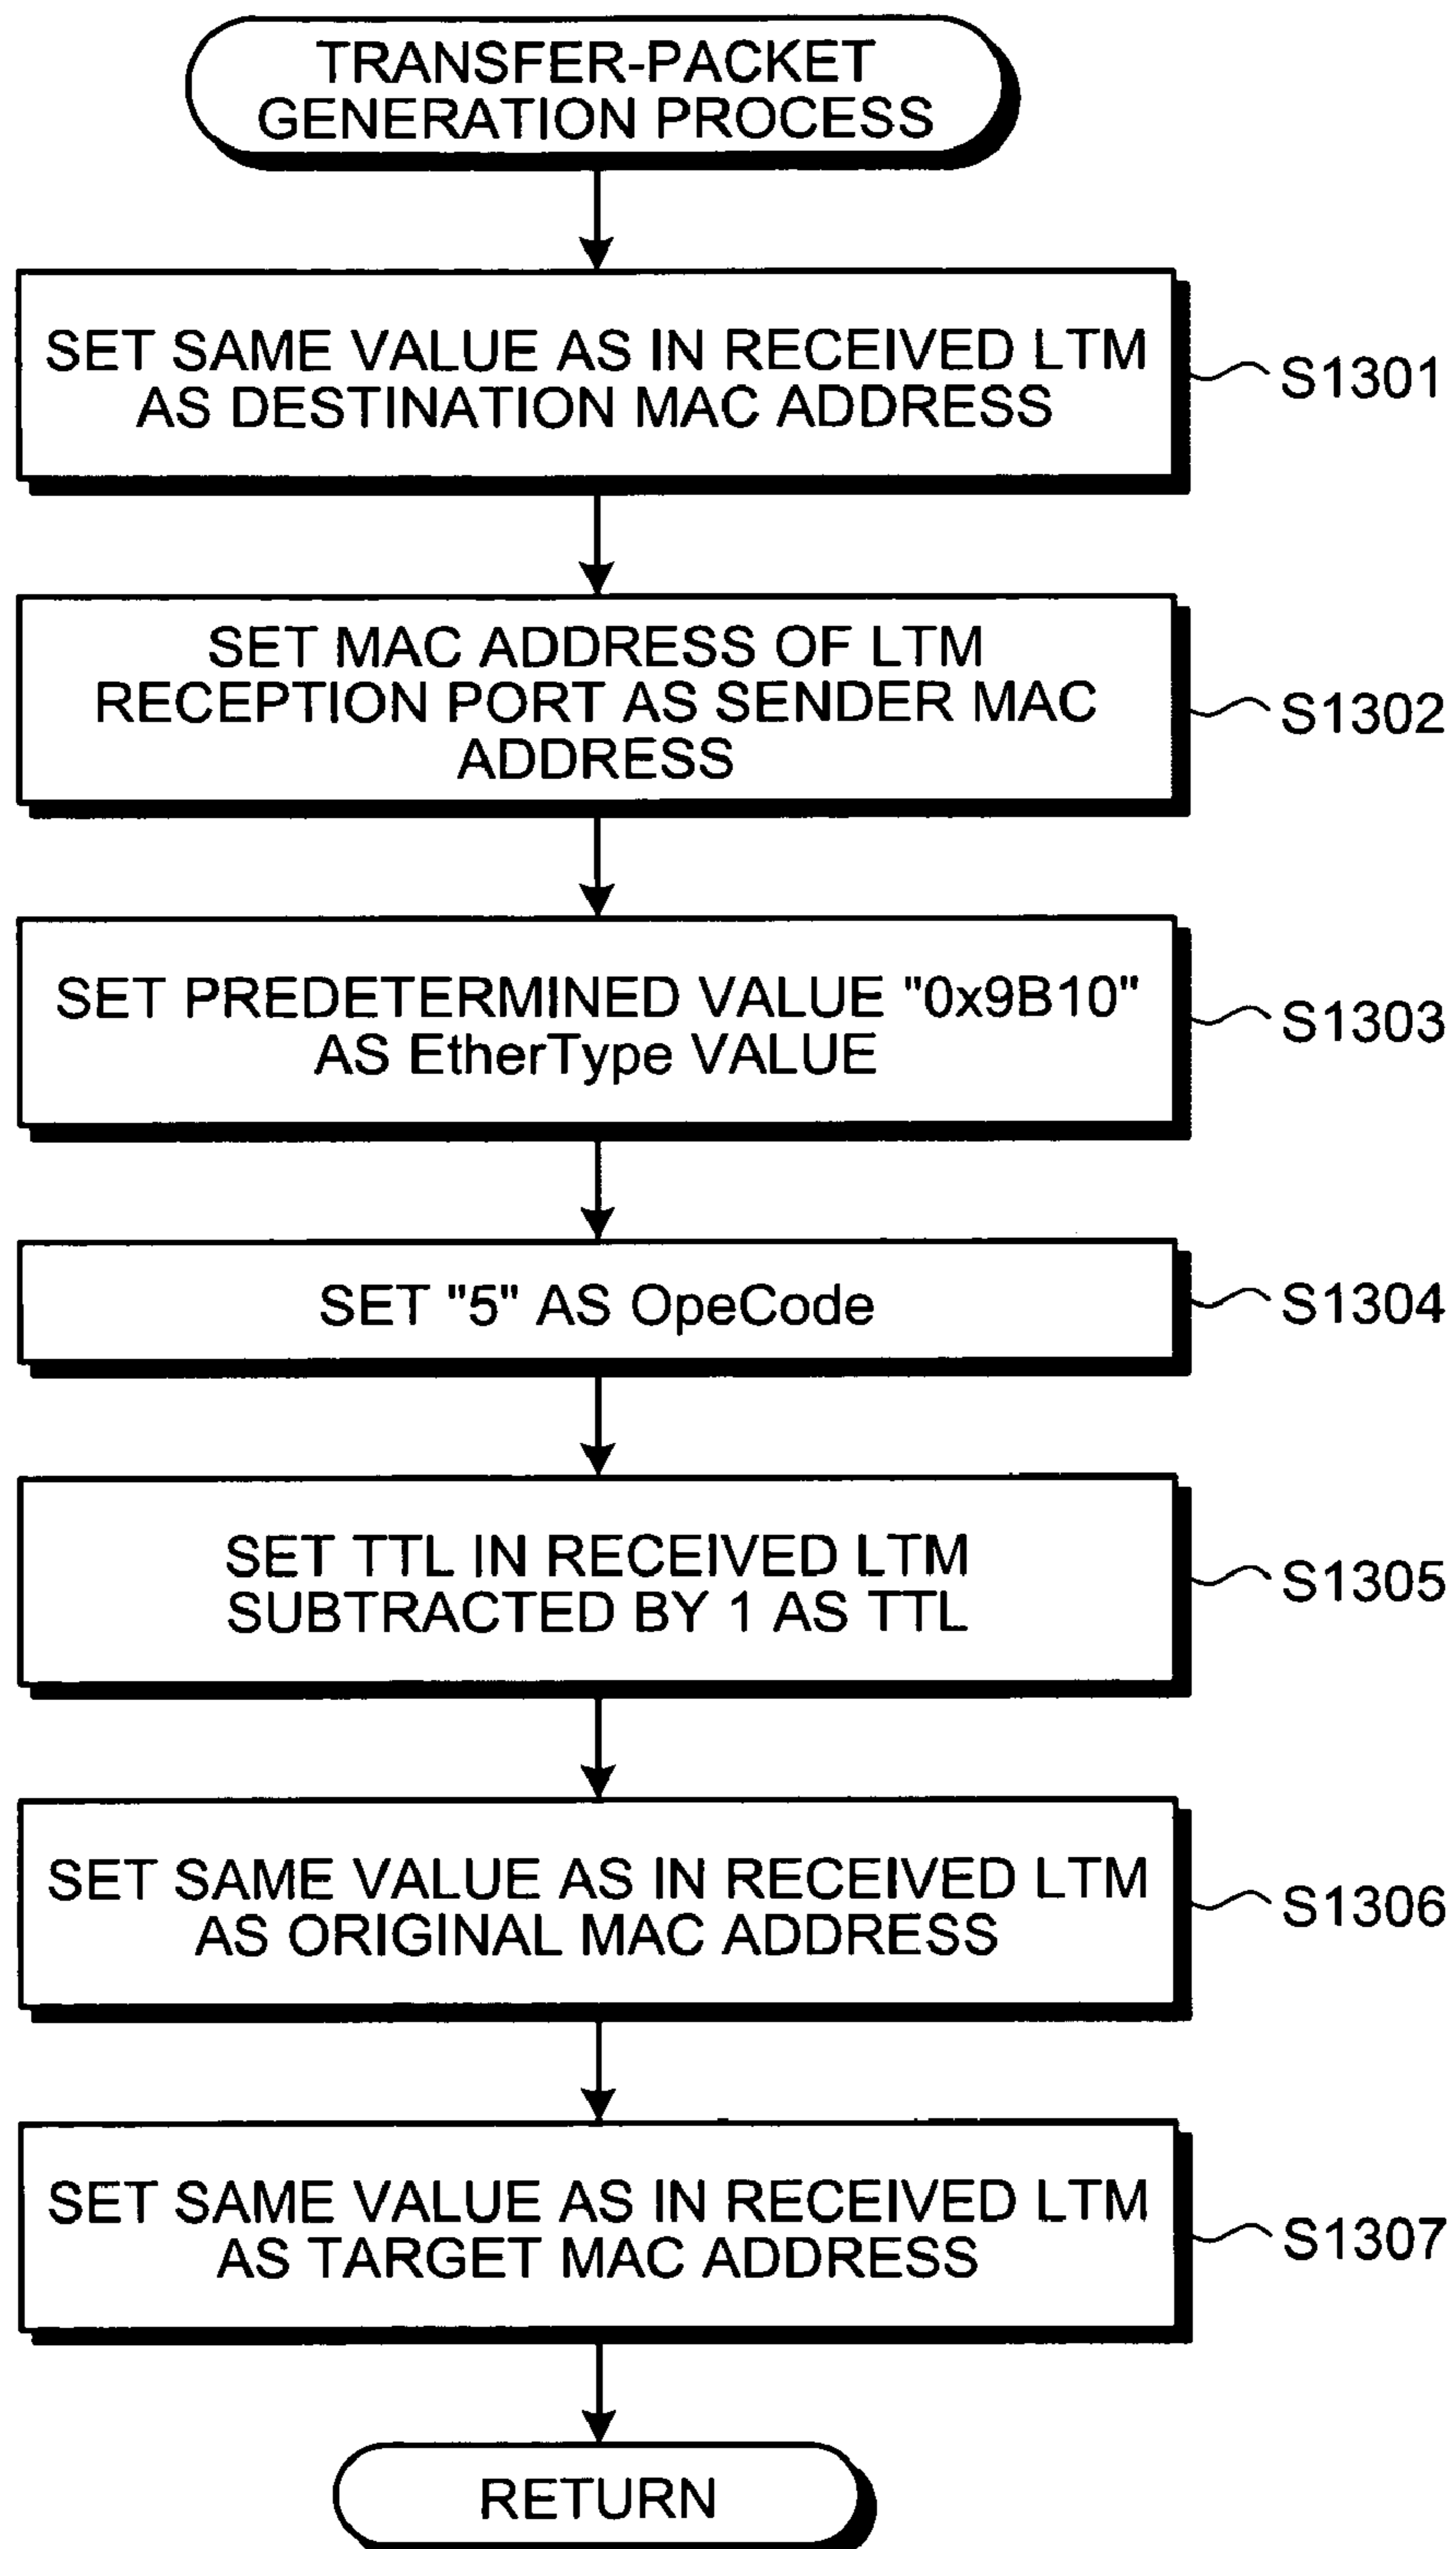 TRANSFER-PACKET
GENERATION PROCESS
SET SAME VALUE AS IN RECEIVED LTM
AS DESTINATION MAC ADDRESS
S1301
SET MAC ADDRESS OF LTM
RECEPTION PORT AS SENDER MAC
ADDRESS
S1302
SET PREDETERMINED VALUE "0x9B10"
AS EtherType VALUE
S1303
SET "5" AS OpeCode
S1304
SET TTL IN RECEIVED LTM
SUBTRACTED BY 1 AS TTL
S1305
SET SAME VALUE AS IN RECEIVED LTM
AS ORIGINAL MAC ADDRESS
S1306
SET SAME VALUE AS IN RECEIVED LTM
AS TARGET MAC ADDRESS
S1307
RETURN